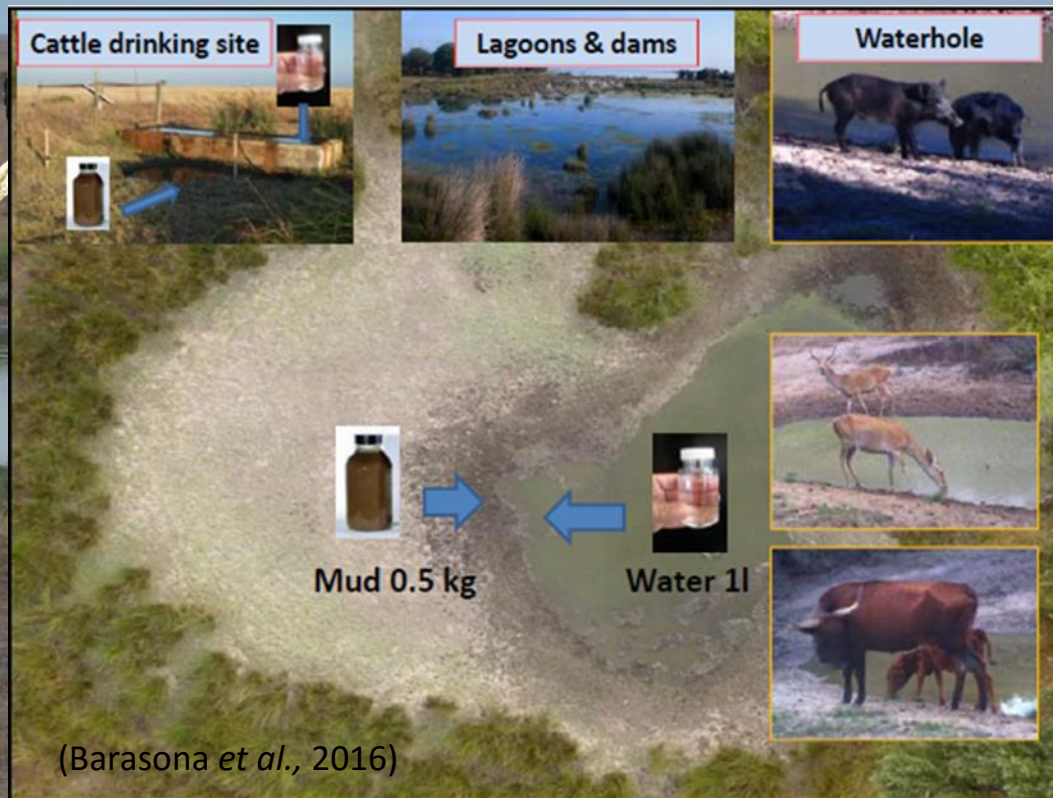 Cattle drinking site
Lagoons & dams
Waterhole
Mud 0.5 kg
Water 1l
(Barasona et al., 2016)